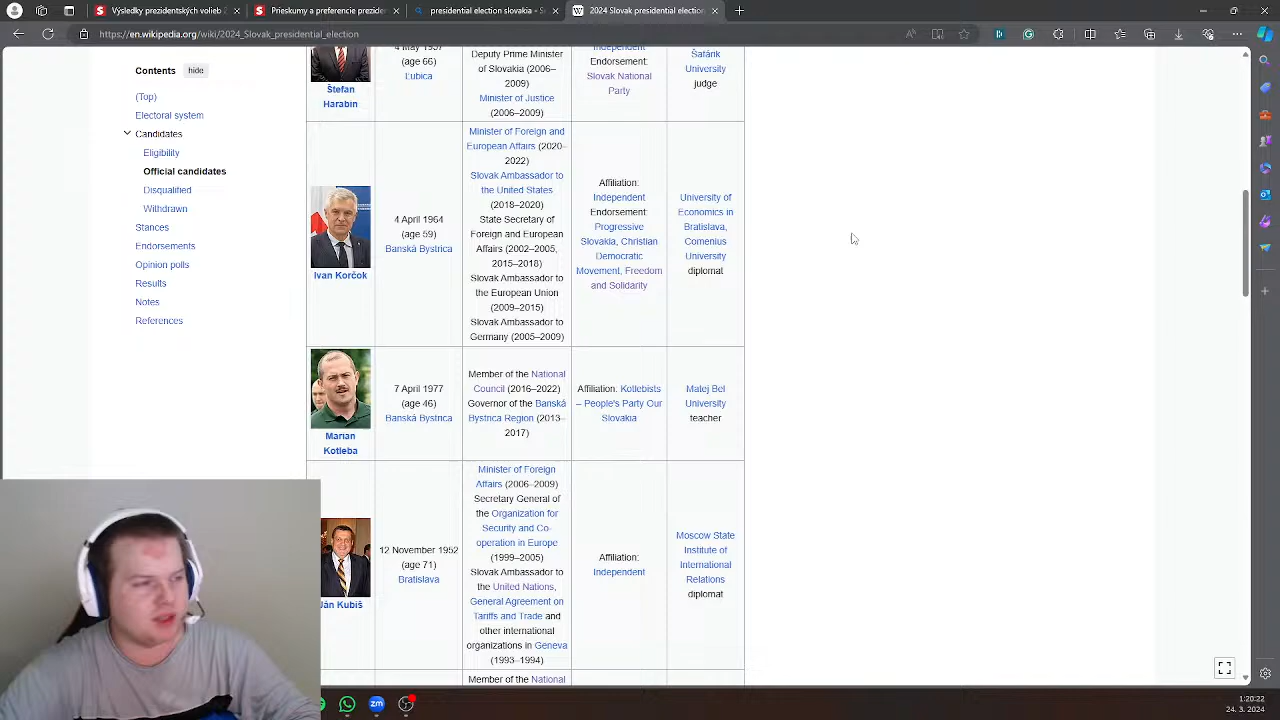 Výsledky prezidentských volieb 2
Prieskumy a preferencie preziden
presidential election slovakia - S
2024 Slovak presidential election
https://en.wikipedia.org/wiki/2024_Slovak_presidential_election
Contents
hide
(Top)
Electoral system
Candidates
Eligibility
Official candidates
Disqualified
Withdrawn
Stances
Endorsements
Opinion polls
Results
Notes
References
Štefan
Harabin
4 May 1957
(age 66)
Ľubica
Deputy Prime Minister
of Slovakia (2006–
2009)
Minister of Justice
(2006–2009)
Independent
Endorsement:
Slovak National
Party
Šafárik
University
judge
Ivan Korčok
4 April 1964
(age 59)
Banská Bystrica
Minister of Foreign and
European Affairs (2020–
2022)
Slovak Ambassador to
the United States
(2018–2020)
State Secretary of
Foreign and European
Affairs (2002–2005,
2015–2018)
Slovak Ambassador to
the European Union
(2009–2015)
Slovak Ambassador to
Germany (2005–2009)
Affiliation:
Independent
Endorsement:
Progressive
Slovakia, Christian
Democratic
Movement, Freedom
and Solidarity
University of
Economics in
Bratislava,
Comenius
University
diplomat
Marian
Kotleba
7 April 1977
(age 46)
Banská Bystrica
Member of the National
Council (2016–2022)
Governor of the Banská
Bystrica Region (2013–
2017)
Affiliation: Kotlebists
– People's Party Our
Slovakia
Matej Bel
University
teacher
Ján Kubiš
12 November 1952
(age 71)
Bratislava
Minister of Foreign
Affairs (2006–2009)
Secretary General of
the Organization for
Security and Co-
operation in Europe
(1999–2005)
Slovak Ambassador to
the United Nations,
General Agreement on
Tariffs and Trade and
other international
organizations in Geneva
(1993–1994)
Affiliation:
Independent
Moscow State
Institute of
International
Relations
diplomat
Member of the National
zm
1:20:22
24. 3. 2024